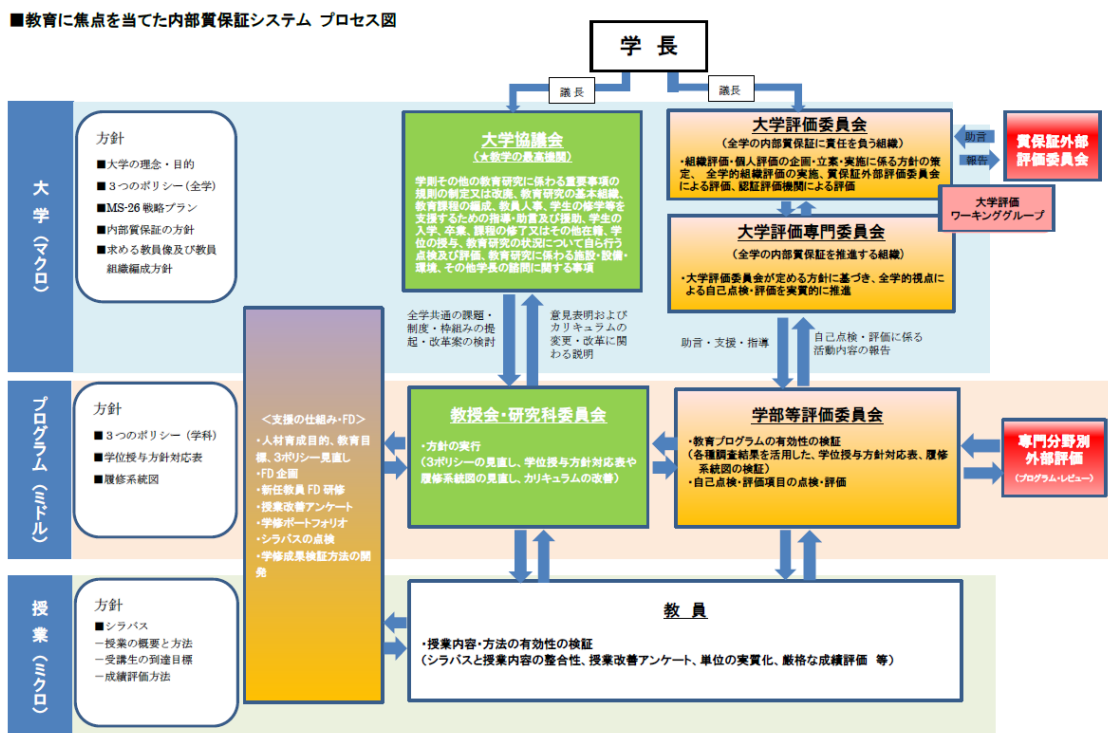 ■教育に焦点を当てた内部質保証システム プロセス図
学 長
議長
議長
大学(マクロ)
方針
■大学の理念・目的
■３つのポリシー(全学)
■MS-26 戦略プラン
■内部質保証の方針
■求める教員像及び教員
組織編成方針
大学協議会
(★教学の最高機関)
学則その他の教育研究に係わる重要事項の
規則の制定又は改廃、教育研究の基本組織、
教育課程の編成、教員人事、学生の修学等を
支援するための指導・助言及び援助、学生の
入学、卒業、課程の修了又はその他在籍、学
位の授与、教育研究の状況について自ら行う
点検及び評価、教育研究に係わる施設・設備・
環境、その他学長の諮問に関する事項
大学評価委員会
(全学の内部質保証に責任を負う組織)
・組織評価・個人評価の企画・立案・実施に係る方針の策
定、 全学的組織評価の実施、質保証外部評価委員会
による評価、認証評価機関による評価
助言
報告
質保証外部
評価委員会
大学評価
ワーキンググループ
大学評価専門委員会
(全学の内部質保証を推進する組織)
・大学評価委員会が定める方針に基づき、全学的視点に
よる自己点検・評価を実質的に推進
全学共通の課題・
制度・枠組みの提
起・改革案の検討
意見表明および
カリキュラムの
変更・改革に関
わる説明
助言・支援・指導
自己点検・評価に係る
活動内容の報告
プログラム(ミドル)
方針
■３つのポリシー（学科）
■学位授与方針対応表
■履修系統図
＜支援の仕組み・FD＞
・人材育成目的、教育目
標、3ポリシー見直し
・FD 企画
・新任教員 FD 研修
・授業改善アンケート
・学修ポートフォリオ
・シラバスの点検
・学修成果検証方法の開
発
教授会・研究科委員会
・方針の実行
(3ポリシーの見直し、学位授与方針対応表や
履修系統図の見直し、カリキュラムの改善)
学部等評価委員会
・教育プログラムの有効性の検証
(各種調査結果を活用した、学位授与方針対応表、履修
系統図の検証)
・自己点検・評価項目の点検・評価
専門分野別
外部評価
(プログラム・レビュー)
授業(ミクロ)
方針
■シラバス
－授業の概要と方法
－受講生の到達目標
－成績評価方法
教 員
・授業内容・方法の有効性の検証
(シラバスと授業内容の整合性、授業改善アンケート、単位の実質化、厳格な成績評価 等)